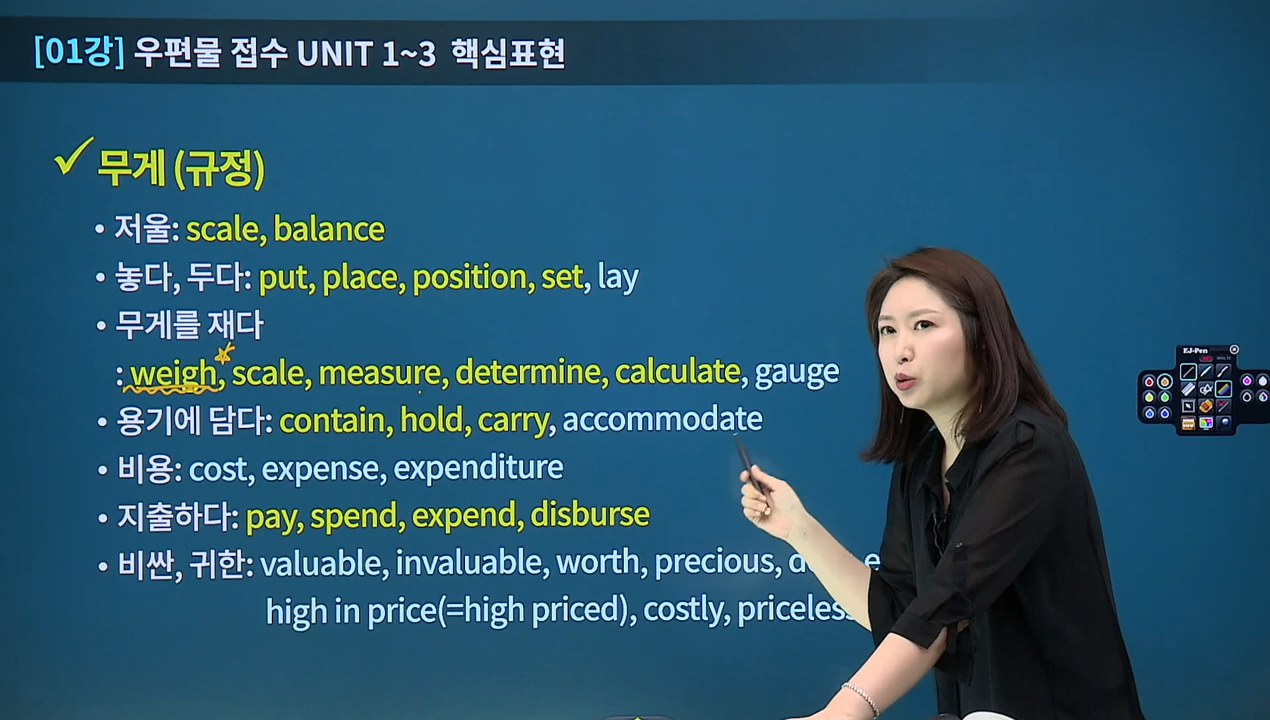 [01강] 우편물 접수 UNIT 1~3 핵심표현
무게 (규정)
• 저울: scale, balance
• 놓다, 두다: put, place, position, set, lay
• 무게를 재다
: weigh, scale, measure, determine, calculate, gauge
• 용기에 담다: contain, hold, carry, accommodate
• 비용: cost, expense, expenditure
• 지출하다: pay, spend, expend, disburse
• 비싼, 귀한: valuable, invaluable, worth, precious,
high in price(=high priced), costly, priceless
EJ-Pen